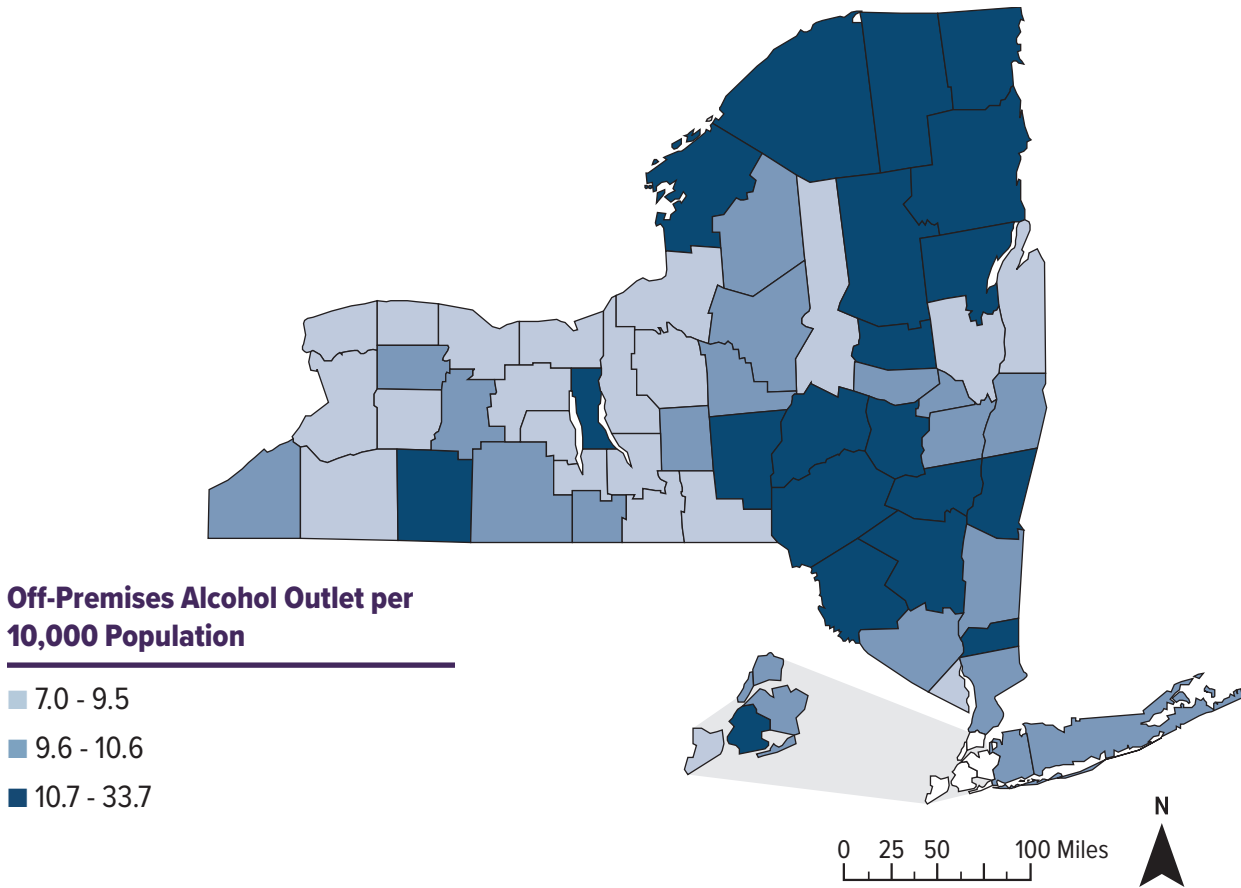 Off-Premises Alcohol Outlet per
10,000 Population
7.0 - 9.5
9.6 - 10.6
10.7 - 33.7
N
0 25 50 100 Miles